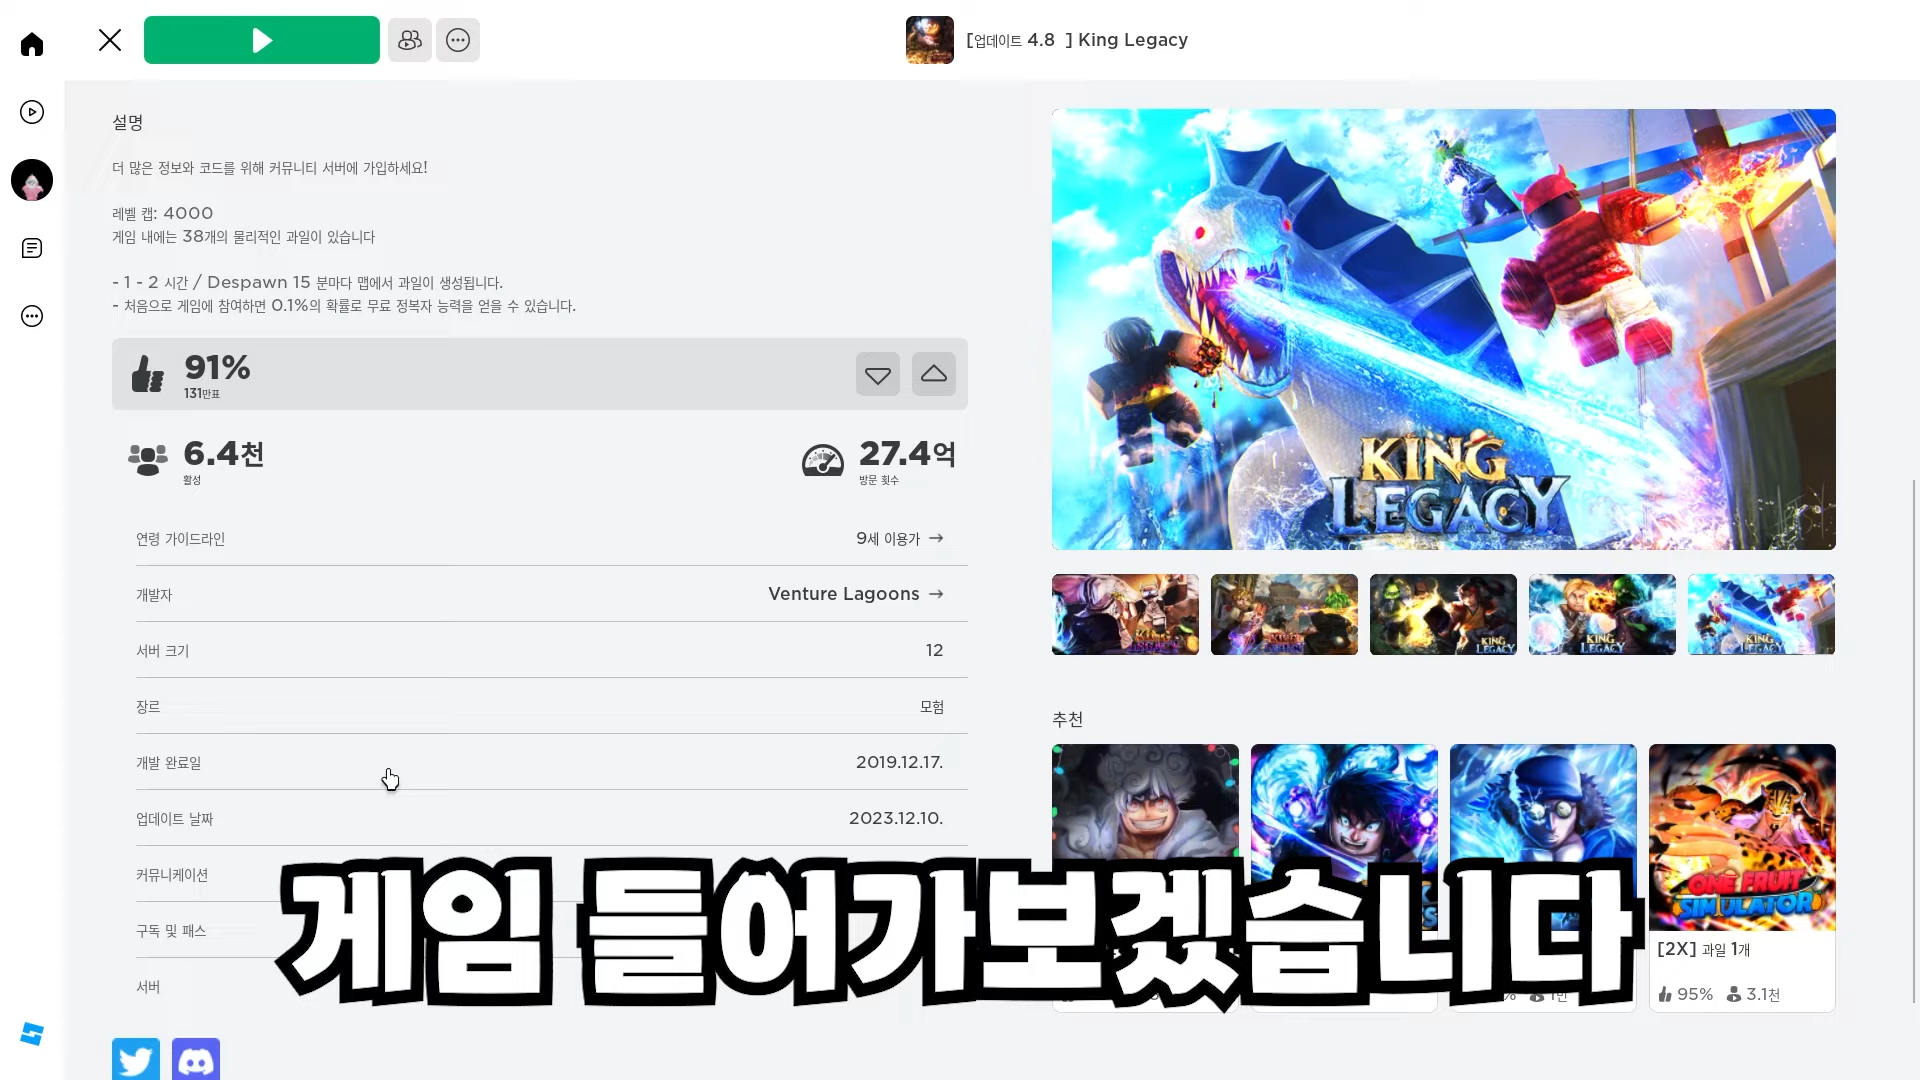 [업데이트 4.8 ] King Legacy
설명
더 많은 정보와 코드를 위해 커뮤니티 서버에 가입하세요!
레벨 캡: 4000
게임 내에는 38개의 물리적인 과일이 있습니다
- 1 - 2 시간 / Despawn 15 분마다 맵에서 과일이 생성됩니다.
- 처음으로 게임에 참여하면 0.1%의 확률로 무료 정복자 능력을 얻을 수 있습니다.
91%
131만표
6.4천
활성
27.4억
방문 횟수
연령 가이드라인
9세 이용가 →
개발자
Venture Lagoons →
서버 크기
12
장르
모험
개발 완료일
2019.12.17.
업데이트 날짜
2023.12.10.
커뮤니케이션
구독 및 패스
서버
KING
LEGACY
KING
LEGACY
KING
LEGACY
KING
LEGACY
추천
ONE FRUIT
SIMULATOR
[2X] 과일 1개
95% 3.1천
게임 들어가보겠습니다